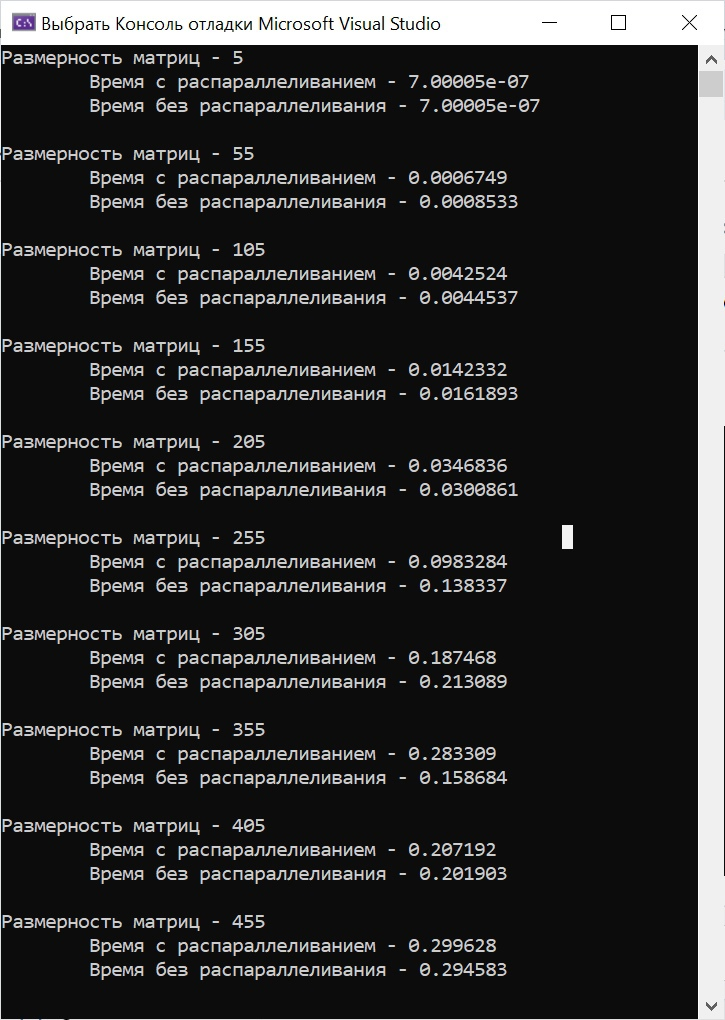 Выбрать Консоль отладки Microsoft Visual Studio
Размерность матриц - 5
Время с распараллеливанием - 7.00005e-07
Время без распараллеливания - 7.00005e-07
Размерность матриц - 55
Время с распараллеливанием - 0.0006749
Время без распараллеливания - 0.0008533
Размерность матриц - 105
Время с распараллеливанием - 0.0042524
Время без распараллеливания - 0.0044537
Размерность матриц - 155
Время с распараллеливанием - 0.0142332
Время без распараллеливания - 0.0161893
Размерность матриц - 205
Время с распараллеливанием - 0.0346836
Время без распараллеливания - 0.0300861
Размерность матриц - 255
Время с распараллеливанием - 0.0983284
Время без распараллеливания - 0.138337
Размерность матриц - 305
Время с распараллеливанием - 0.187468
Время без распараллеливания - 0.213089
Размерность матриц - 355
Время с распараллеливанием - 0.283309
Время без распараллеливания - 0.158684
Размерность матриц - 405
Время с распараллеливанием - 0.207192
Время без распараллеливания - 0.201903
Размерность матриц - 455
Время с распараллеливанием - 0.299628
Время без распараллеливания - 0.294583